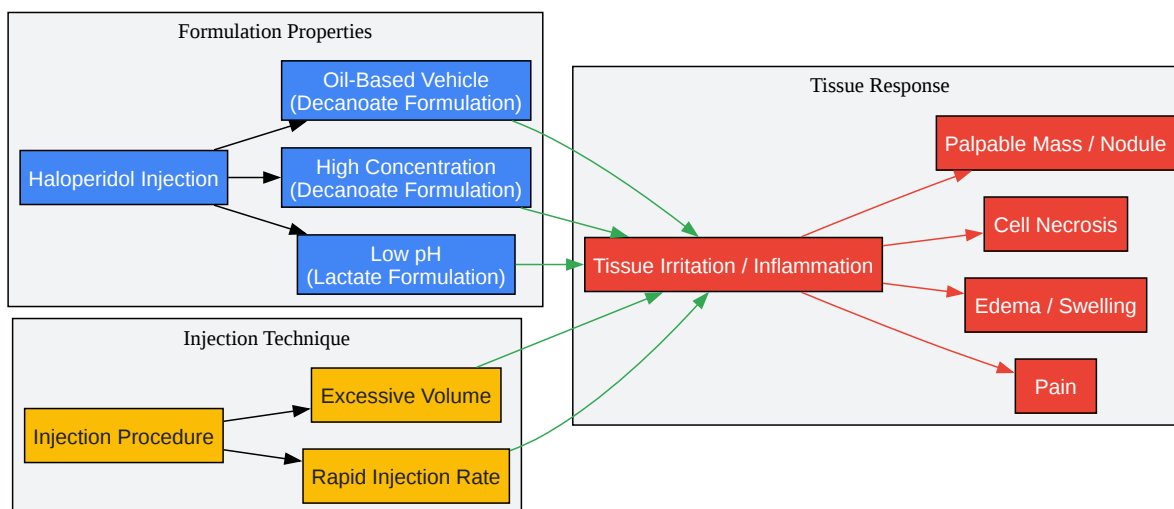 Formulation Properties
Haloperidol Injection
Oil-Based Vehicle
(Decanoate Formulation)
High Concentration
(Decanoate Formulation)
Low pH
(Lactate Formulation)
Injection Technique
Injection Procedure
Excessive Volume
Rapid Injection Rate
Tissue Response
Tissue Irritation / Inflammation
Palpable Mass / Nodule
Cell Necrosis
Edema / Swelling
Pain